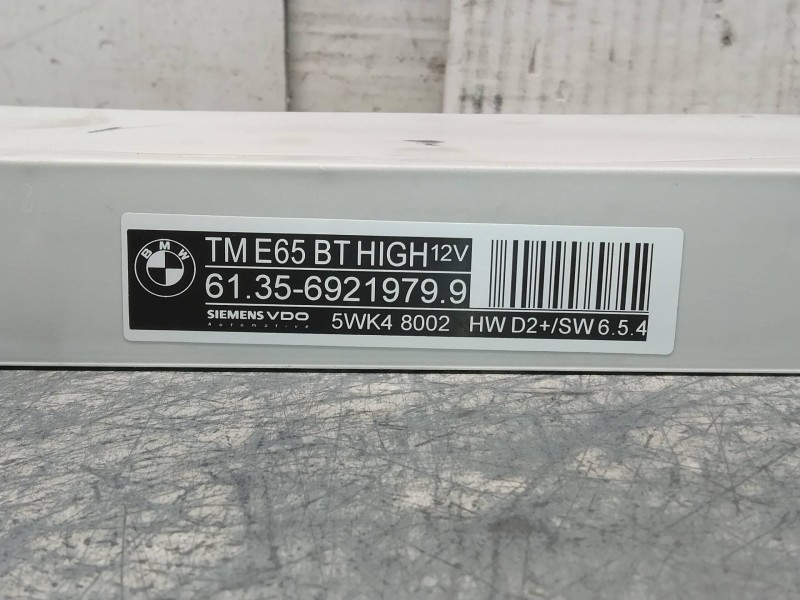 BMW
TM E65 BT HIGH 12V
61.35-6921979.9
SIEMENS VDO
Automotive
5WK4 8002 HW D2+/SW 6.5.4